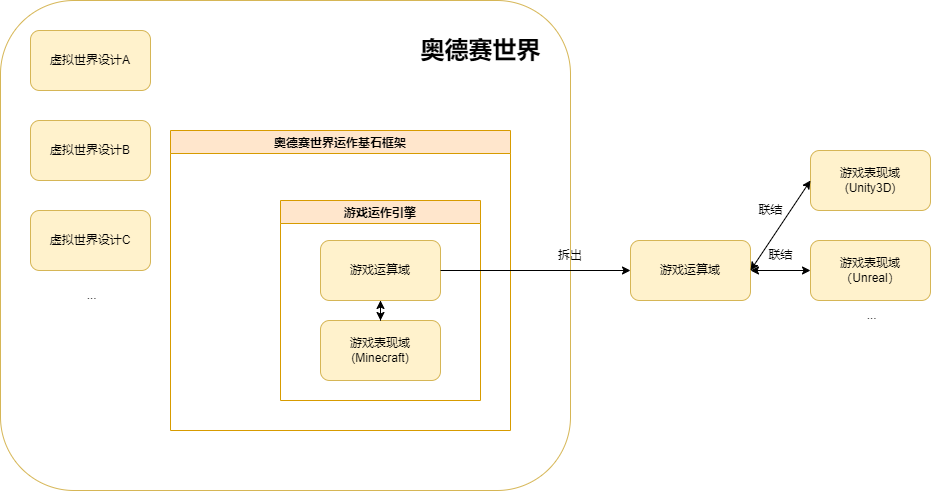 奥德赛世界
虚拟世界设计A
虚拟世界设计B
虚拟世界设计C
...
奥德赛世界运作基石框架
游戏运作引擎
游戏运算域
游戏表现域
(Minecraft)
拆出
游戏运算域
联结
联结
游戏表现域
(Unity3D)
游戏表现域
(Unreal)
...